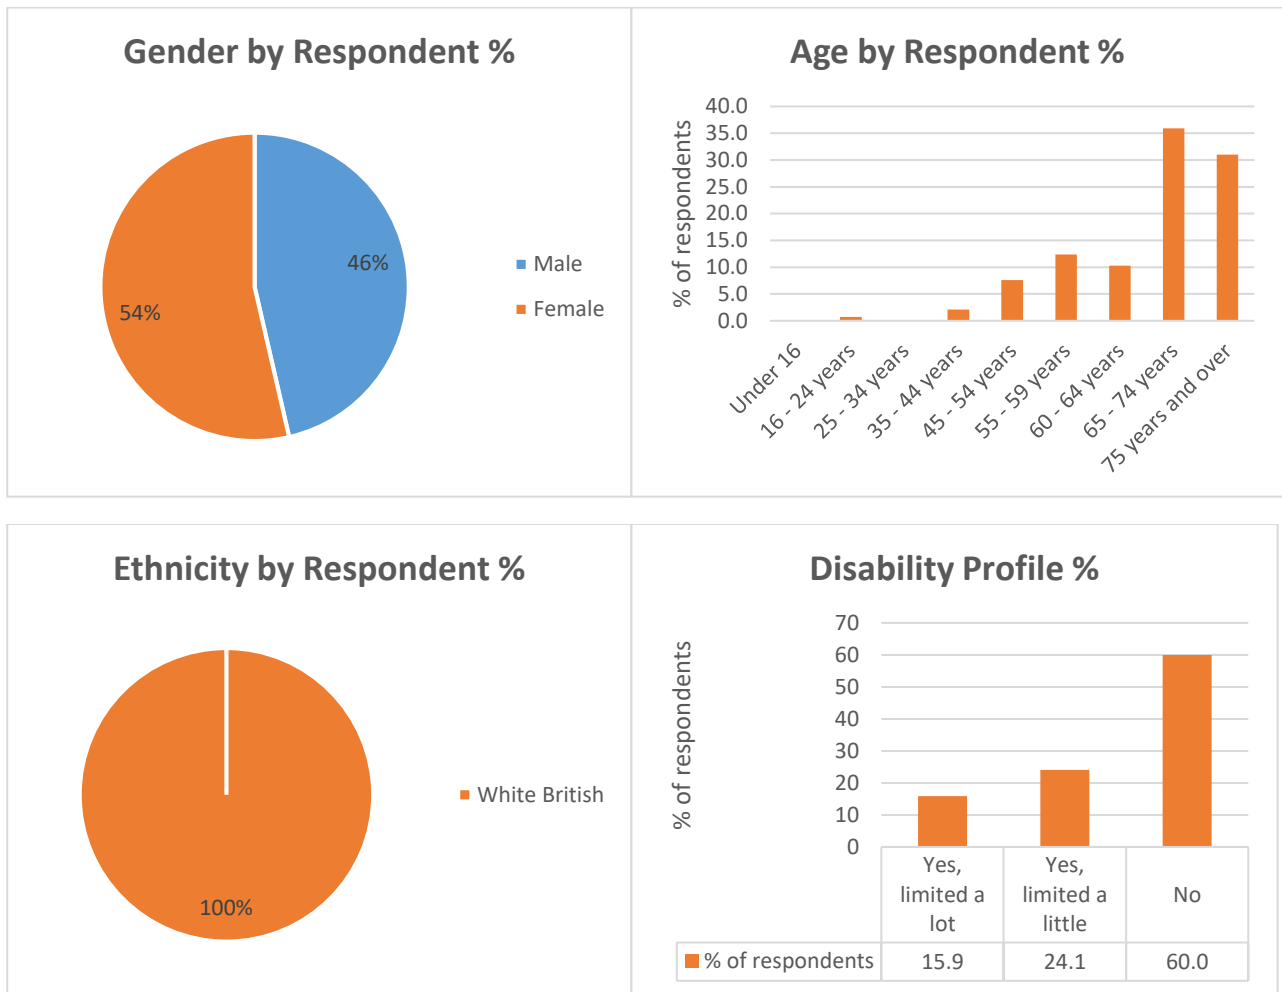 Gender by Respondent %
46%
54%
Male
Female
Age by Respondent %
% of respondents
40.0
35.0
30.0
25.0
20.0
15.0
10.0
5.0
0.0
Under 16
16 - 24 years
25 - 34 years
35 - 44 years
45 - 54 years
55 - 59 years
60 - 64 years
65 - 74 years
75 years and over
Ethnicity by Respondent %
White British
100%
Disability Profile %
% of respondents
70
60
50
40
30
20
10
0
Yes, limited a lot
Yes, limited a little
No
% of respondents 15.9 24.1 60.0